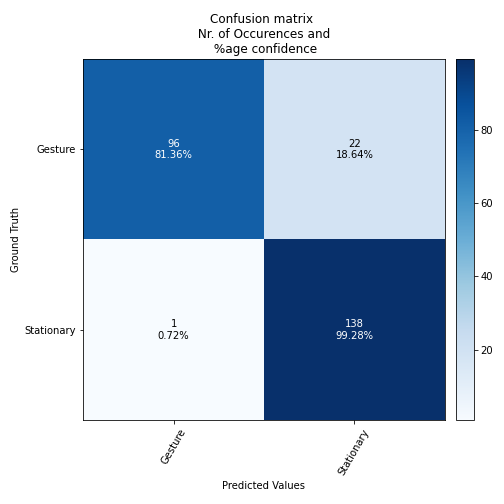 Confusion matrix
Nr. of Occurences and
%age confidence
Ground Truth
Gesture
96
81.36%
22
18.64%
Stationary
1
0.72%
138
99.28%
80
60
40
20
Gesture
Stationary
Predicted Values